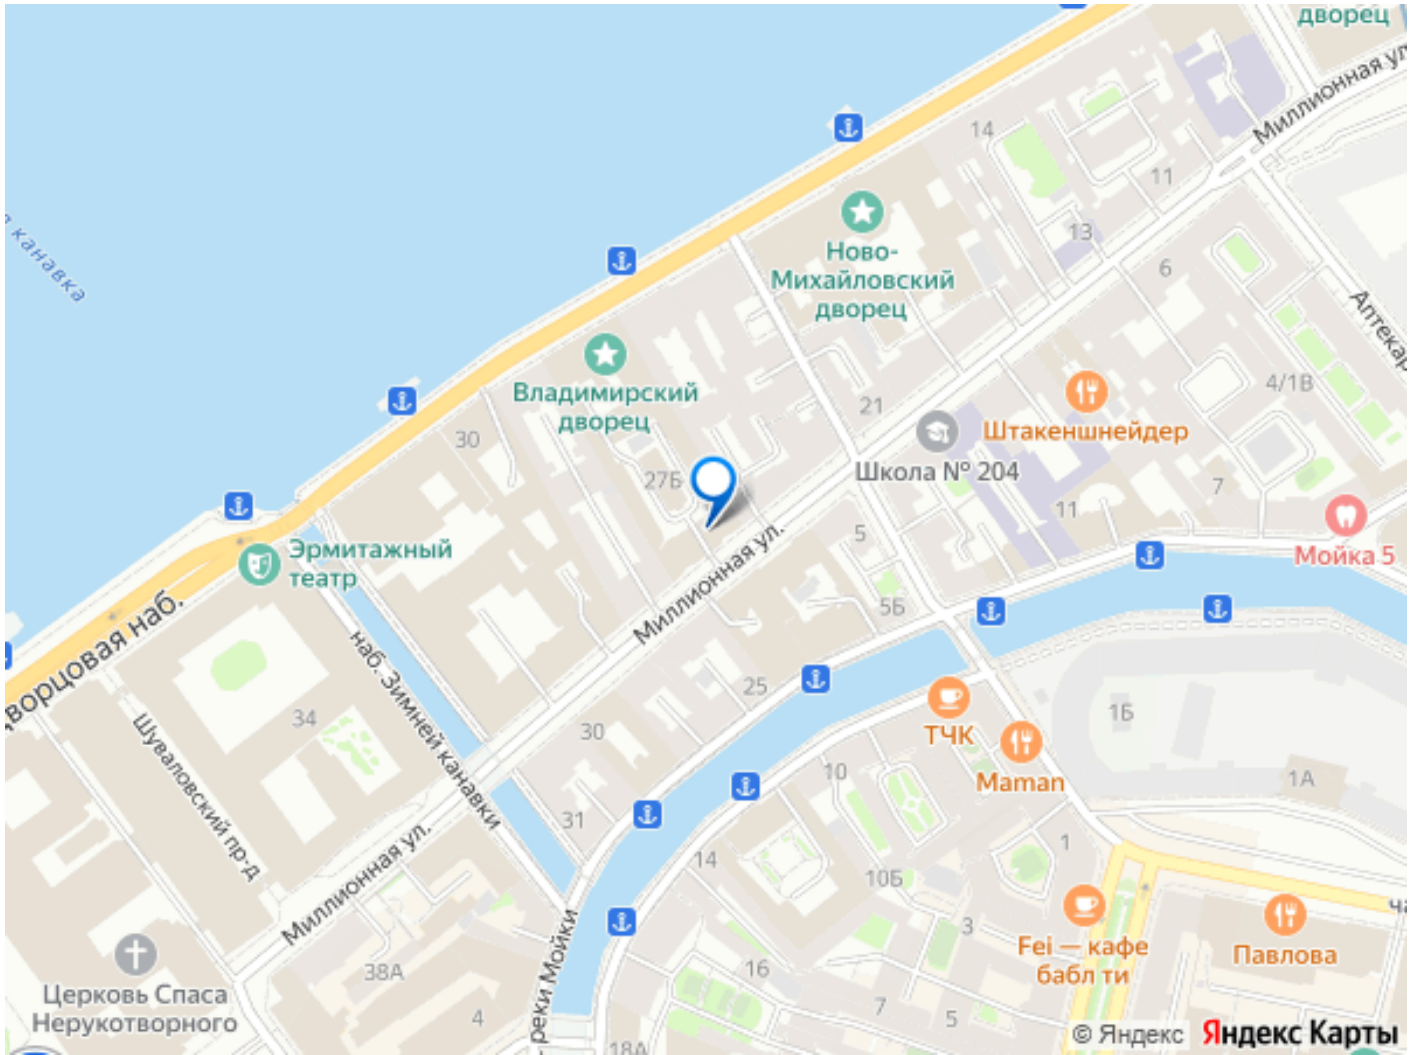 дворец
Миллионная ул
14
11
13
Ново-
Михайловский
дворец
6
канавка
Аптекар
Владимирский
дворец
4/1В
21
Штакеншнейдер
30
Школа № 204
27Б
7
11
Мойка 5
5
Эрмитажный
театр
Миллионная ул.
5Б
Дворцовая наб.
наб. Зимней канавки
25
34
30
1Б
ТЧК
Maman
Шуваловский пр-д
10
1А
31
Миллионная ул.
1
14
10Б
3
Fei — кафе
бабл ти
Павлова
ча
реки Мойки
38А
16
Церковь Спаса
Нерукотворного
4
7
5
18А
© Яндекс Яндекс Карты